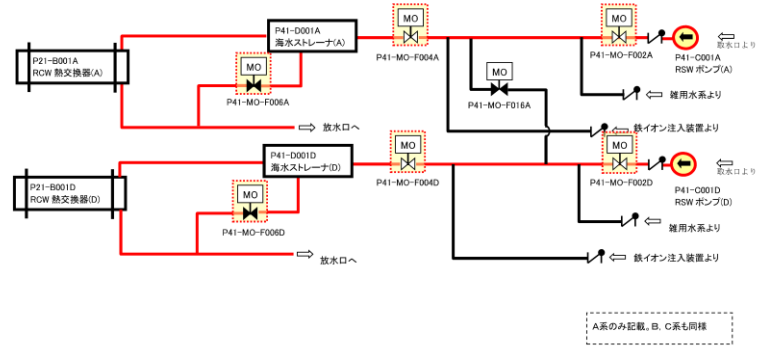 MO
MO
P41-D001A
海水ストレーナ(A)
取水口より
P21-B001A
RCW 熱交換器(A)
MO
P41-MO-F004A
P41-MO-F002A
P41-C001A
RSW ポンプ(A)
MO
P41-MO-F006A
P41-MO-F016A
雑用水系より
放水口へ
鉄イオン注入装置より
MO
MO
P41-D001D
海水ストレーナ(D)
取水口より
P21-B001D
RCW 熱交換器(D)
MO
P41-MO-F004D
P41-MO-F002D
P41-C001D
RSW ポンプ(D)
P41-MO-F006D
雑用水系より
放水口へ
鉄イオン注入装置より
A系のみ記載。B、C系も同様